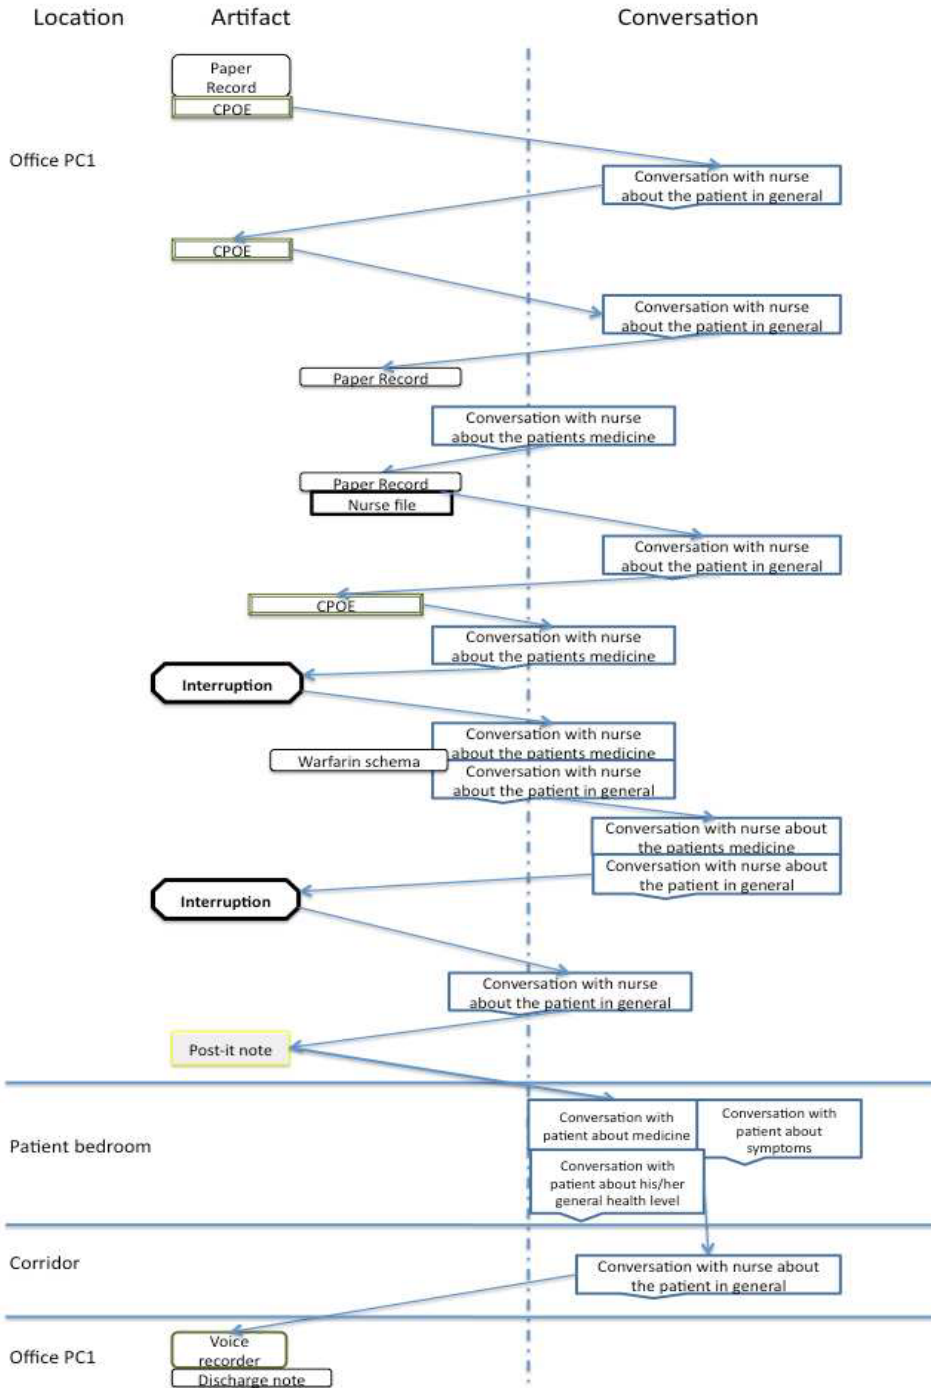 Location Artifact Conversation
Paper
Record
CPOE
Office PC1
Conversation with nurse
about the patient in general
CPOE
Conversation with nurse
about the patient in general
Paper Record
Conversation with nurse
about the patients medicine
Paper Record
Nurse file
Conversation with nurse
about the patient in general
CPOE
Conversation with nurse
about the patients medicine
Interruption
Conversation with nurse
about the patients medicine
Warfarin schema
Conversation with nurse
about the patient in general
Conversation with nurse about
the patients medicine
Conversation with nurse about
the patient in general
Interruption
Conversation with nurse
about the patient in general
Post-it note
Patient bedroom
Conversation with
patient about medicine
Conversation with
patient about
symptoms
Conversation with
patient about his/her
general health level
Corridor
Conversation with nurse about
the patient in general
Office PC1
Voice
recorder
Discharge note